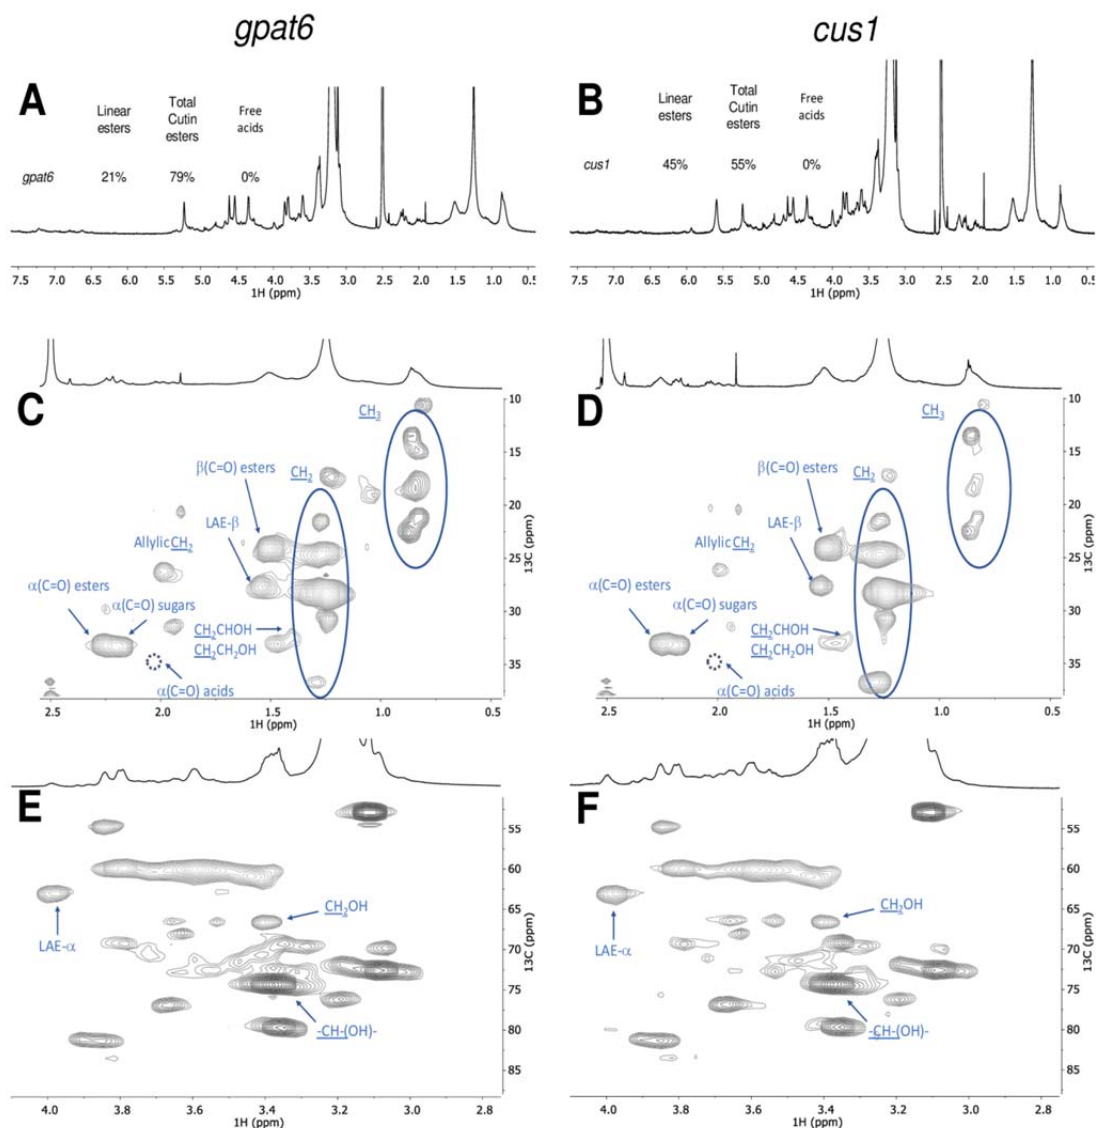 gpat6
cus1
A
Linear esters
Total Cutin esters
Free acids
gpat6 21% 79% 0%
7.5 7.0 6.5 6.0 5.5 5.0 4.5 4.0 3.5 3.0 2.5 2.0 1.5 1.0 0.5
1H (ppm)
B
Linear esters
Total Cutin esters
Free acids
cus1 45% 55% 0%
7.5 7.0 6.5 6.0 5.5 5.0 4.5 4.0 3.5 3.0 2.5 2.0 1.5 1.0 0.5
1H (ppm)
C
CH3
β(C=O) esters
CH2
LAE-β
Allylic CH2
α(C=O) esters
α(C=O) sugars
CH2CHOH
CH2CH2OH
α(C=O) acids
10
15
20
25
30
35
13C (ppm)
2.5 2.0 1.5 1.0 0.5
1H (ppm)
D
CH3
β(C=O) esters
CH2
LAE-β
Allylic CH2
α(C=O) esters
α(C=O) sugars
CH2CHOH
CH2CH2OH
α(C=O) acids
10
15
20
25
30
35
13C (ppm)
2.5 2.0 1.5 1.0 0.5
1H (ppm)
E
CH2OH
LAE-α
-CH-(OH)-
55
60
65
70
75
80
85
13C (ppm)
4.0 3.8 3.6 3.4 3.2 3.0 2.8
1H (ppm)
F
CH2OH
LAE-α
-CH-(OH)-
55
60
65
70
75
80
85
13C (ppm)
4.0 3.8 3.6 3.4 3.2 3.0 2.8
1H (ppm)